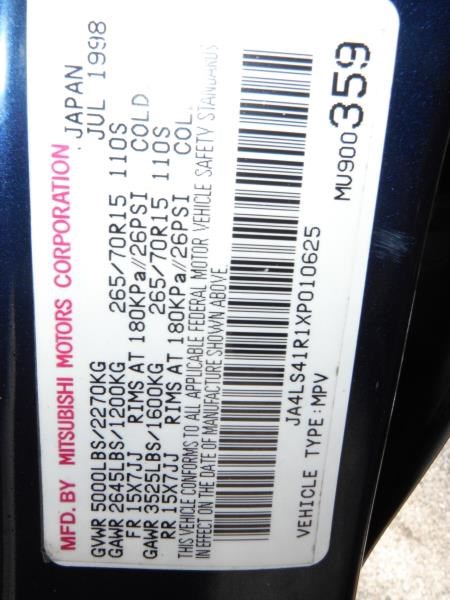 MFD. BY MITSUBISHI MOTORS CORPORATION JAPAN
JUL 1998
GVWR 5000LBS/2270KG
GAWR 2645LBS/1200KG 265/70R15 110S
FR 15X7JJ RIMS AT 180KPa//26PSI COLD
GAWR 3525LBS/1600KG 265/70R15 110S
RR 15X7JJ RIMS AT 180KPa//26PSI COL
THIS VEHICLE CONFORMS TO ALL APPLICABLE FEDERAL MOTOR VEHICLE SAFETY STANDARDS
IN EFFECT ON THE DATE OF MANUFACTURE SHOWN ABOVE.
JA4LS41R1XP010625
VEHICLE TYPE:MPV
MV900359